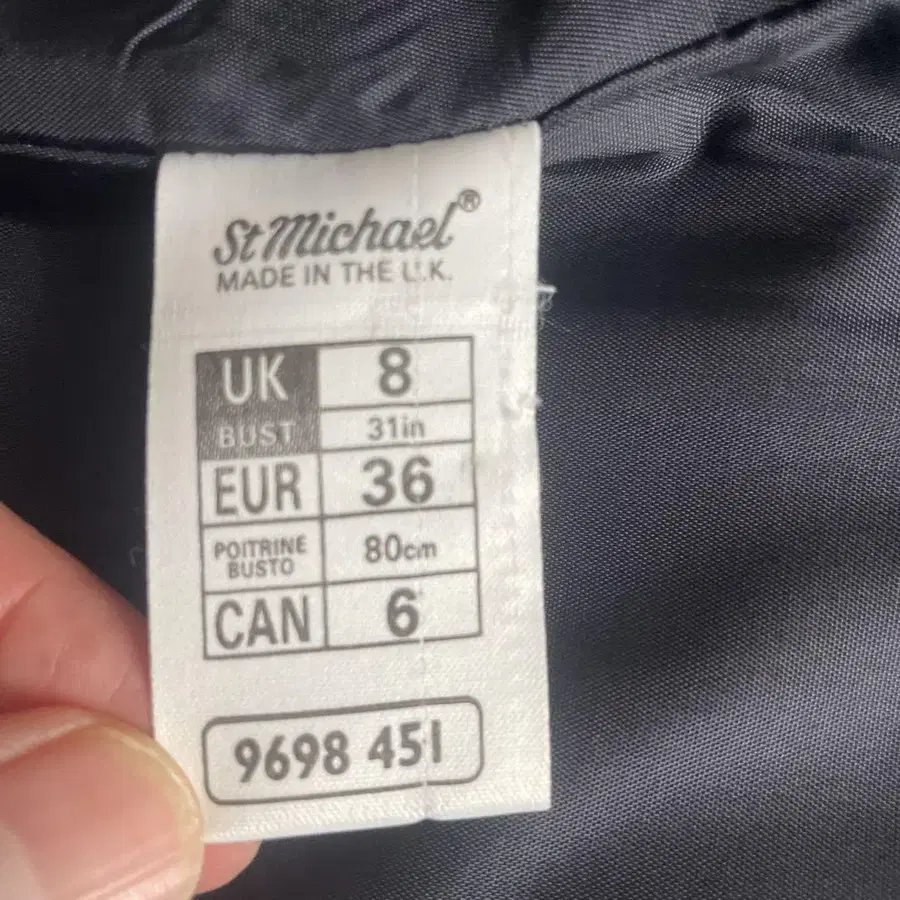 St Michael®
MADE IN THE U.K.
UK 8
BUST 31in
EUR 36
POITRINE
BUSTO 80cm
CAN 6
9698 451